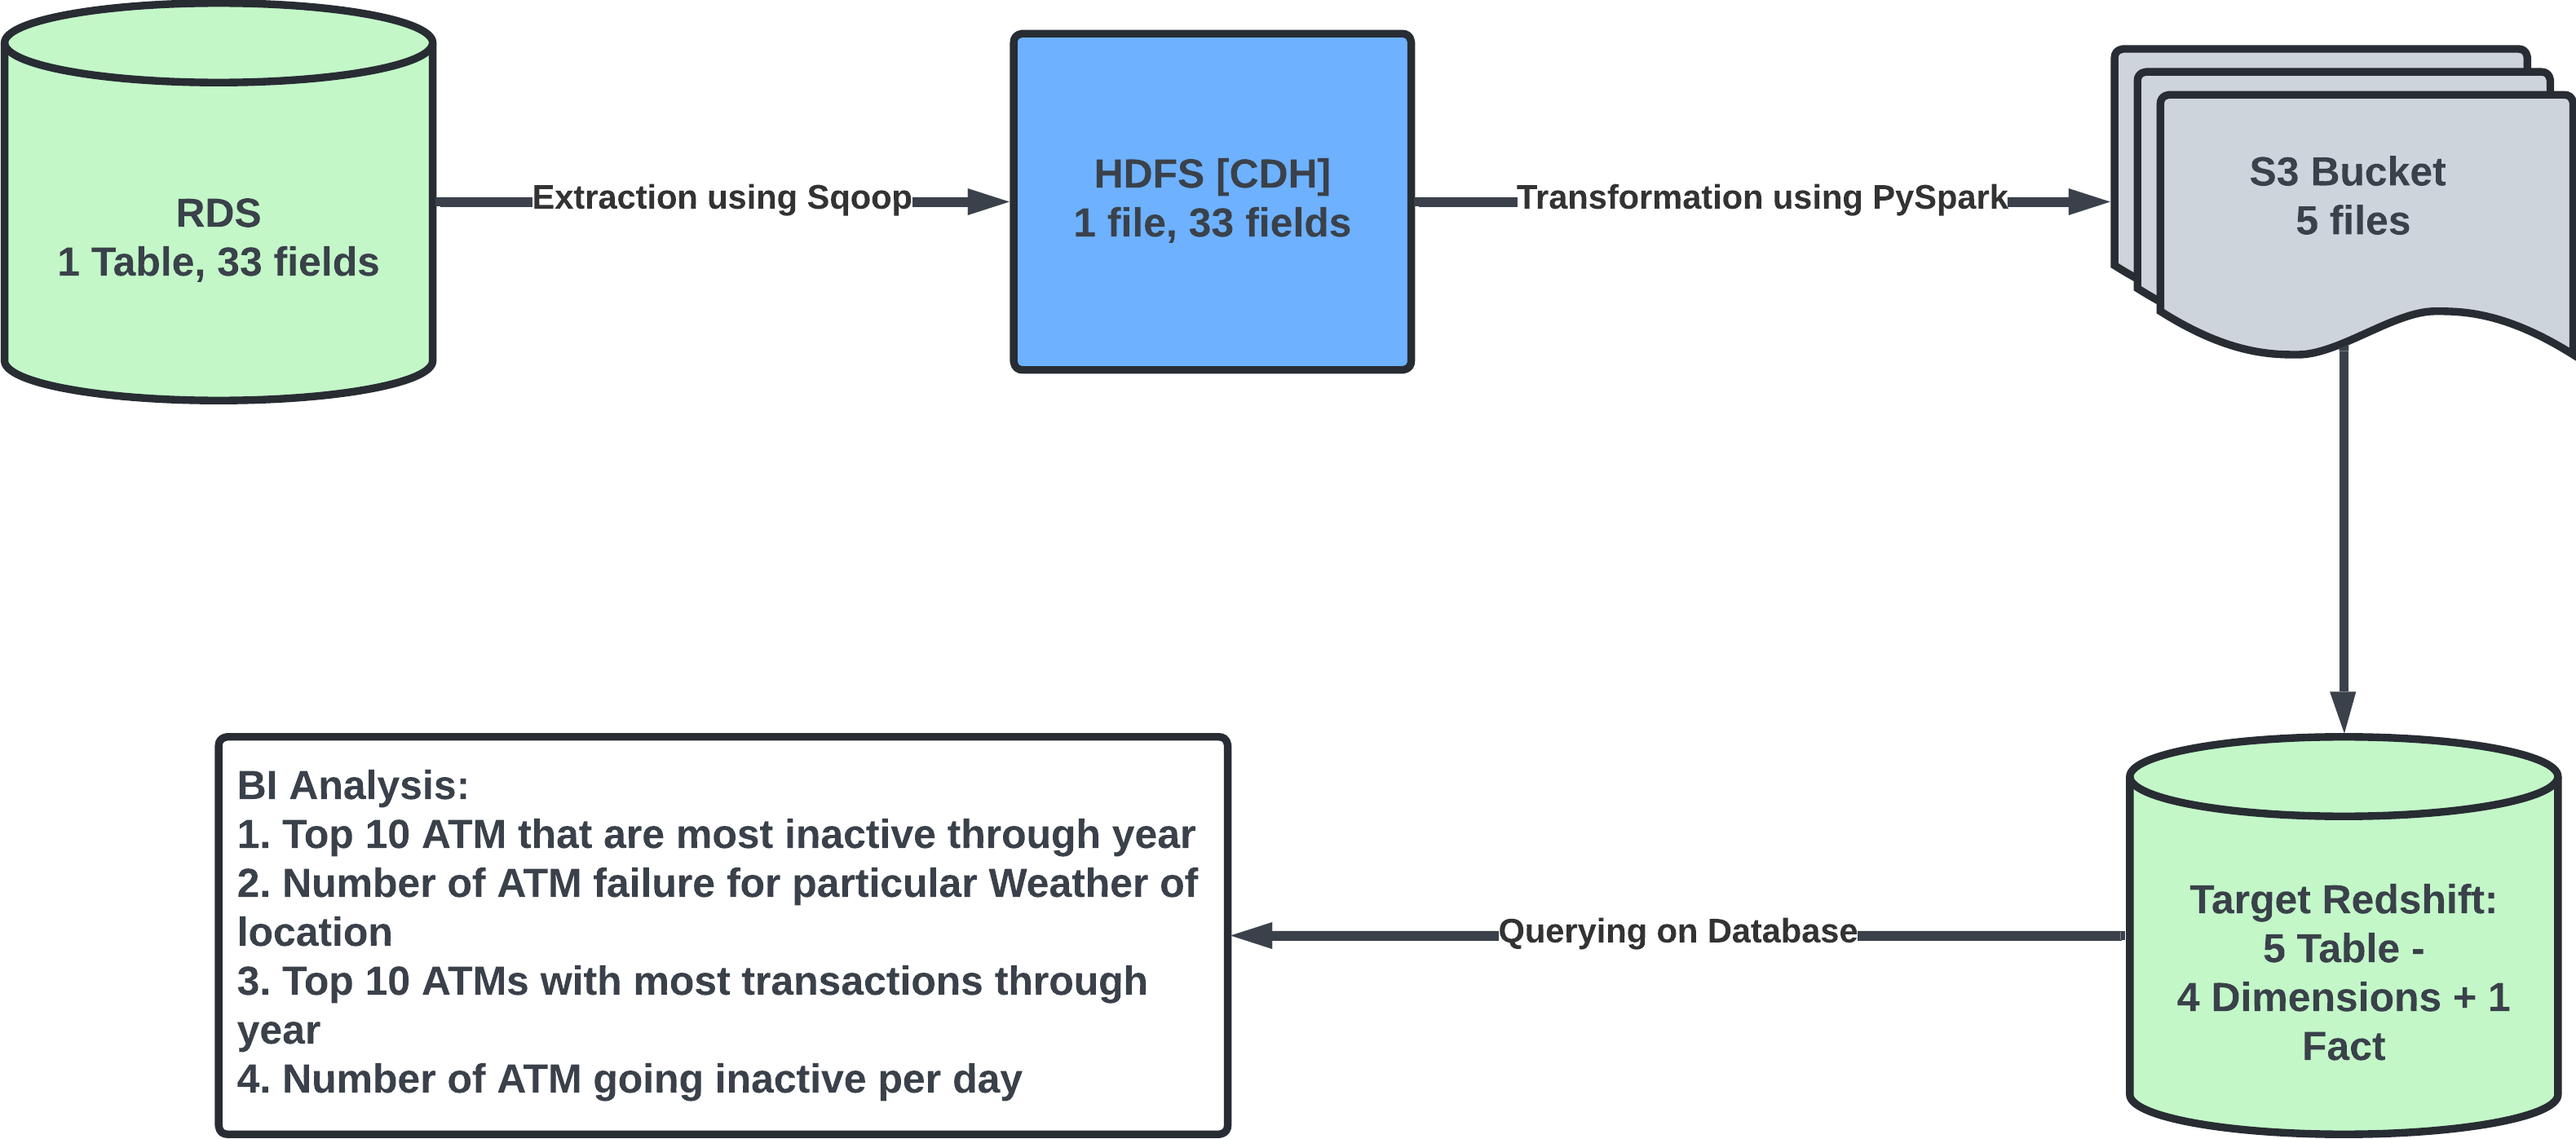 RDS
1 Table, 33 fields
Extraction using Sqoop
HDFS [CDH]
1 file, 33 fields
Transformation using PySpark
S3 Bucket
5 files
Target Redshift:
5 Table -
4 Dimensions + 1
Fact
Querying on Database
BI Analysis:
1. Top 10 ATM that are most inactive through year
2. Number of ATM failure for particular Weather of
location
3. Top 10 ATMs with most transactions through
year
4. Number of ATM going inactive per day